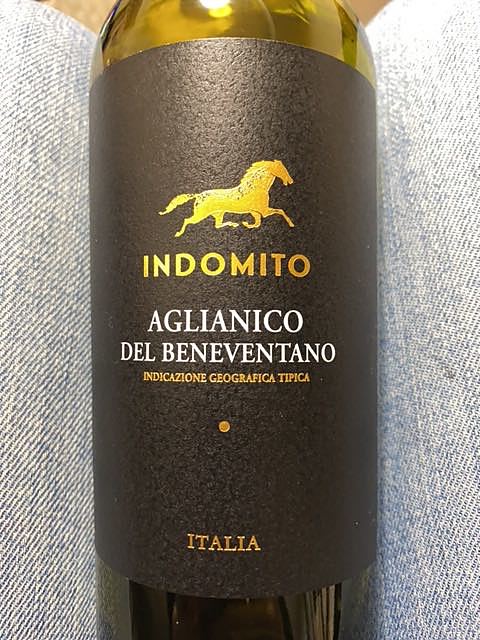 INDOMITO
AGLIANICO
DEL BENEVENTANO
INDICAZIONE GEOGRAFICA TIPICA
ITALIA